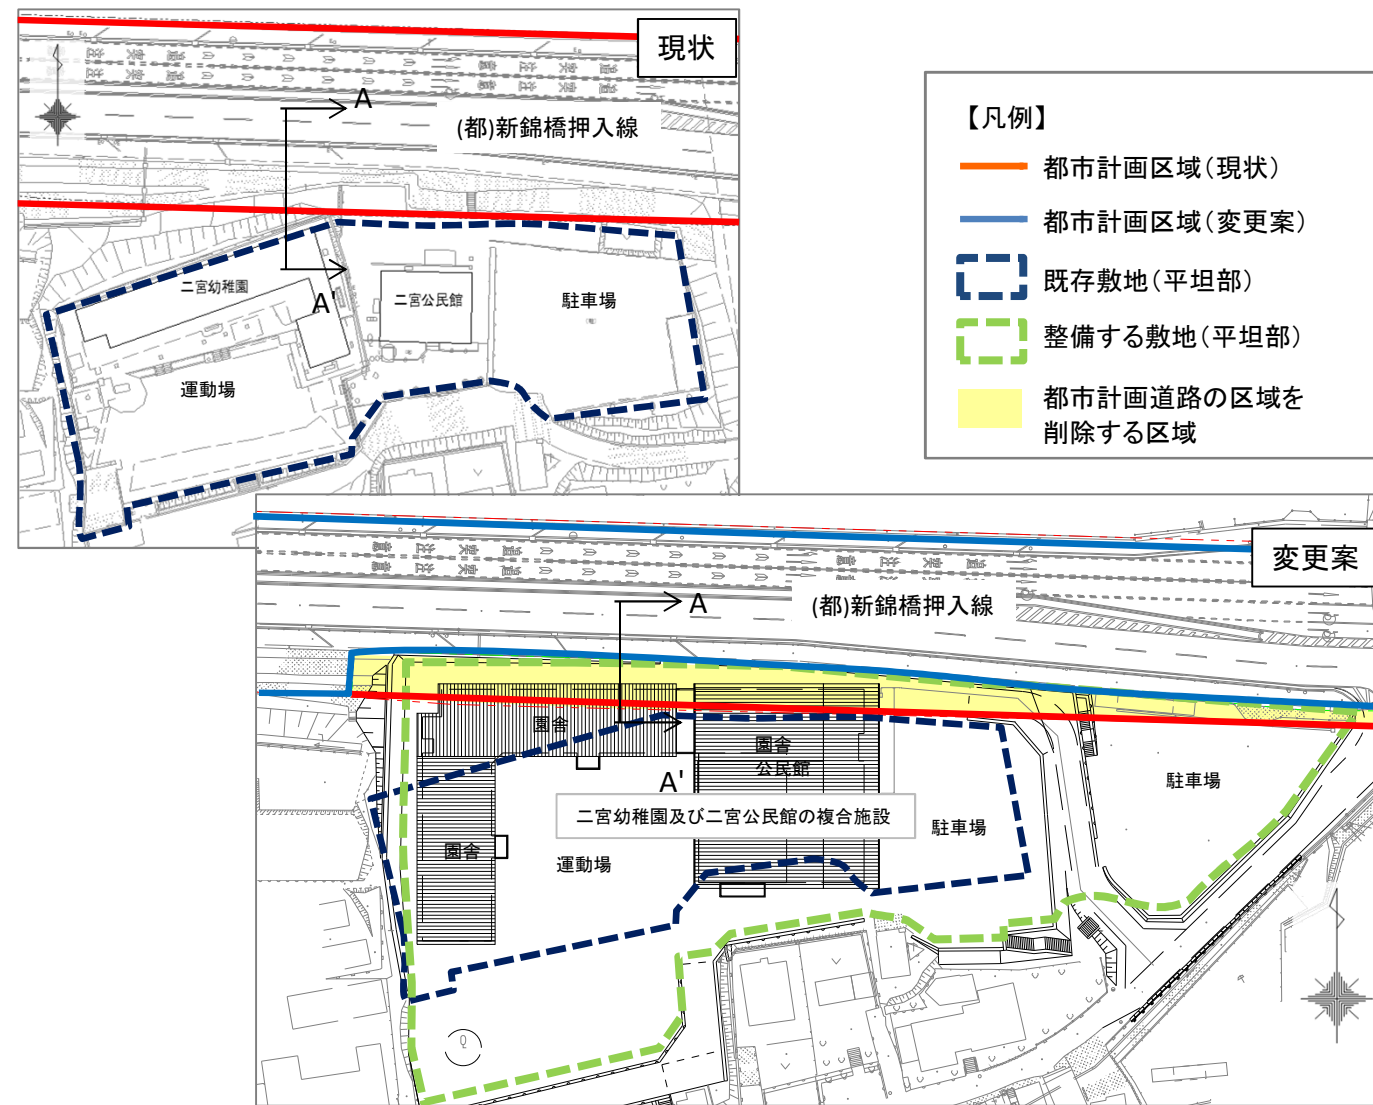 現状
A
(都)新錦橋押入線
二宮幼稚園
A'
二宮公民館
駐車場
運動場
【凡例】
都市計画区域(現状)
都市計画区域(変更案)
既存敷地(平坦部)
整備する敷地(平坦部)
都市計画道路の区域を
削除する区域
変更案
A
(都)新錦橋押入線
園舎
園舎
公民館
A'
駐車場
二宮幼稚園及び二宮公民館の複合施設
駐車場
園舎
運動場